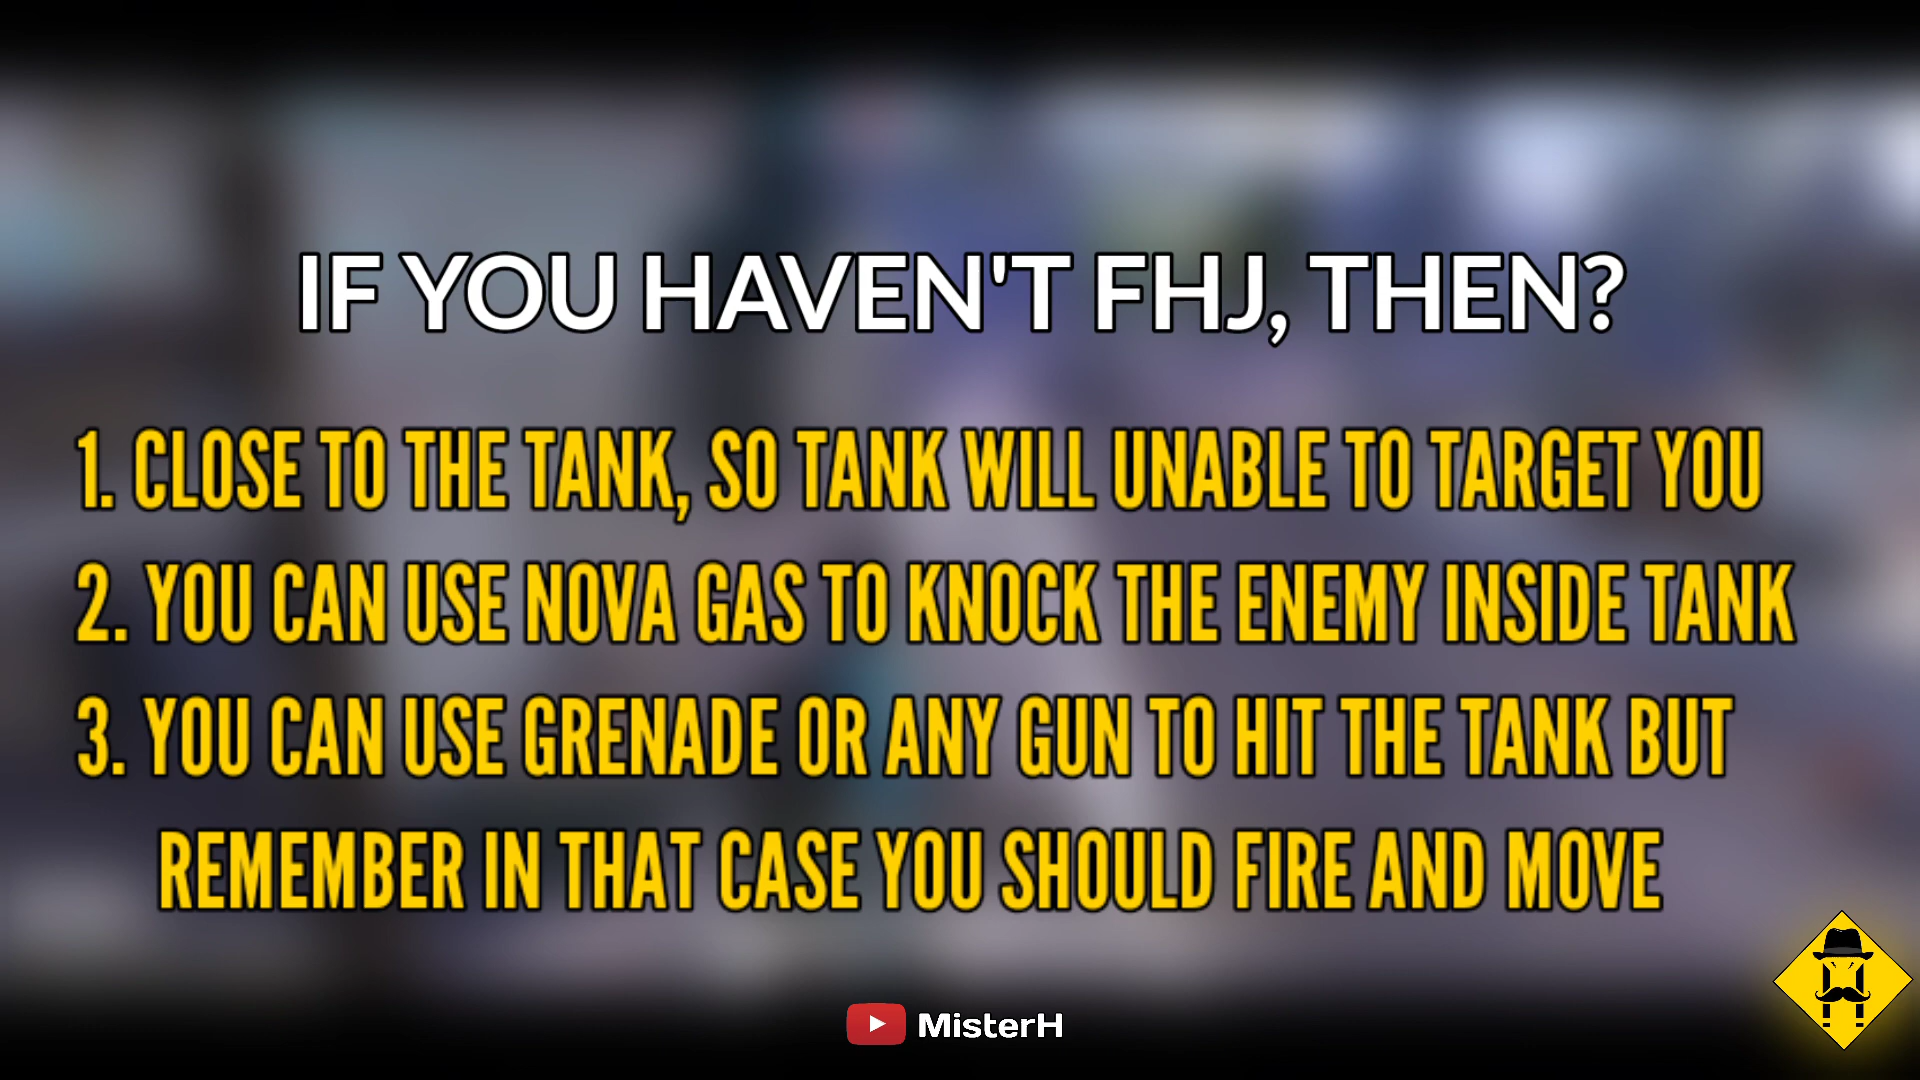 IF YOU HAVEN'T FHJ, THEN?
1. CLOSE TO THE TANK, SO TANK WILL UNABLE TO TARGET YOU
2. YOU CAN USE NOVA GAS TO KNOCK THE ENEMY INSIDE TANK
3. YOU CAN USE GRENADE OR ANY GUN TO HIT THE TANK BUT
REMEMBER IN THAT CASE YOU SHOULD FIRE AND MOVE
MisterH